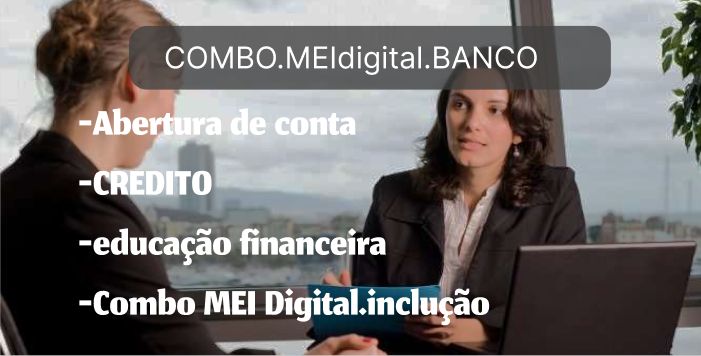 COMBO.MEIdigital.BANCO
-Abertura de conta
-CREDITO
-educação financeira
-Combo MEI Digital.inclução